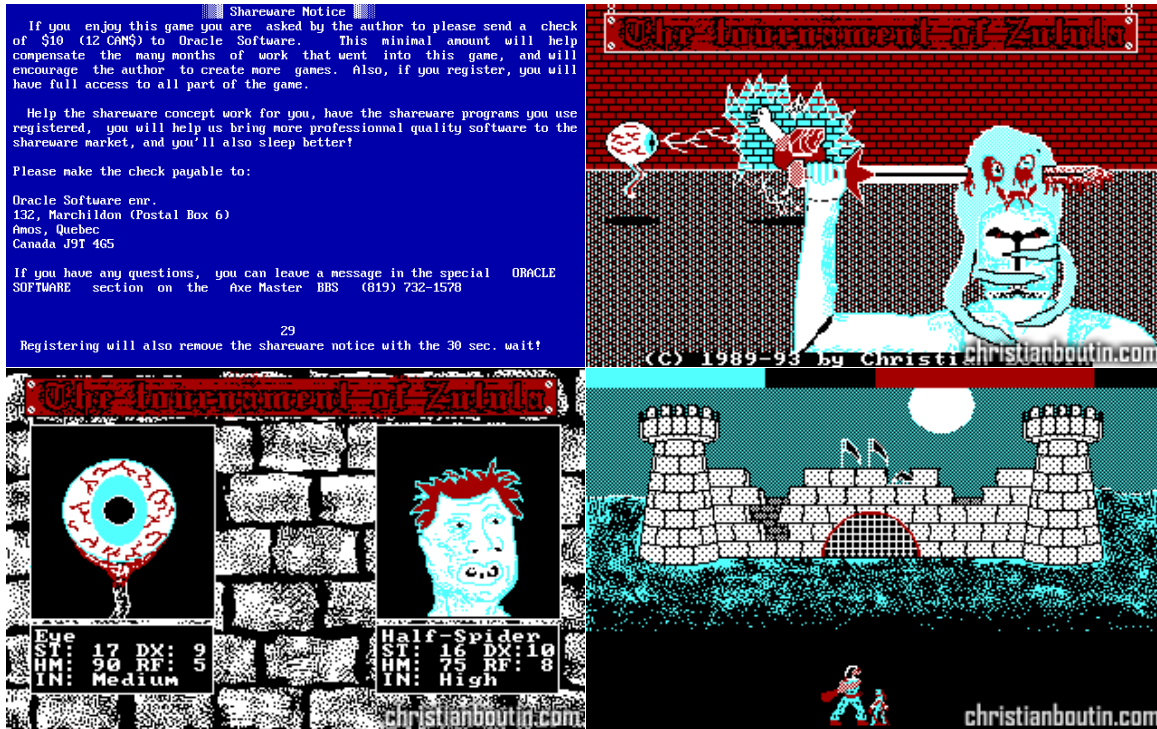 Shareware Notice
If you enjoy this game you are asked by the author to please send a check
of $10 (12 CAN$) to Oracle Software. This minimal amount will help
compensate the many months of work that went into this game, and will
encourage the author to create more games. Also, if you register, you will
have full access to all part of the game.
Help the shareware concept work for you, have the shareware programs you use
registered, you will help us bring more professionnal quality software to the
shareware market, and you'll also sleep better!
Please make the check payable to:
Oracle Software enr.
132, Marchildon (Postal Box 6)
Amos, Quebec
Canada J9T 4G5
If you have any questions, you can leave a message in the special ORACLE
SOFTWARE section on the Axe Master BBS (819) 732-1578
29
Registering will also remove the shareware notice with the 30 sec. wait!
The tournament of Zulula
(C) 1989-93 by Christi
christianboutin.com
The tournament of Zulula
Eye
ST: 17 DX: 9
HM: 90 RF: 5
IN: Medium
Half-Spider
ST: 16 DX:10
HM: 75 RF: 8
IN: High
christianboutin.com
christianboutin.com